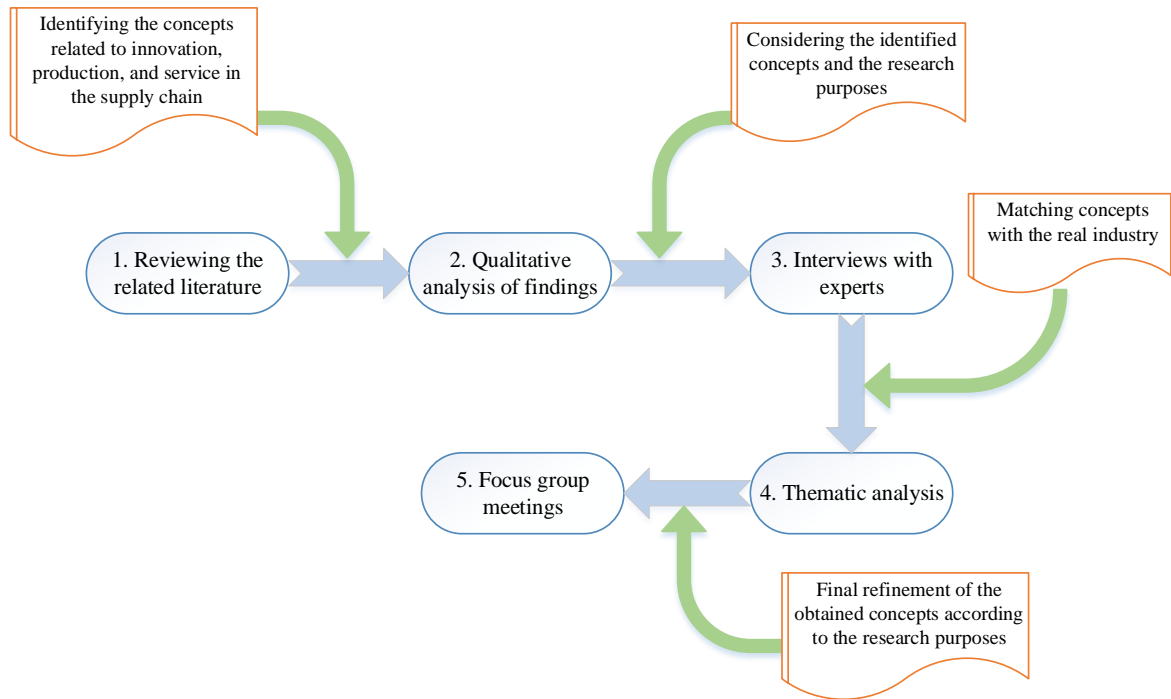 Identifying the concepts
related to innovation,
production, and service in
the supply chain
Considering the identified
concepts and the research
purposes
Matching concepts
with the real industry
1. Reviewing the
related literature
2. Qualitative
analysis of findings
3. Interviews with
experts
5. Focus group
meetings
4. Thematic analysis
Final refinement of the
obtained concepts according
to the research purposes